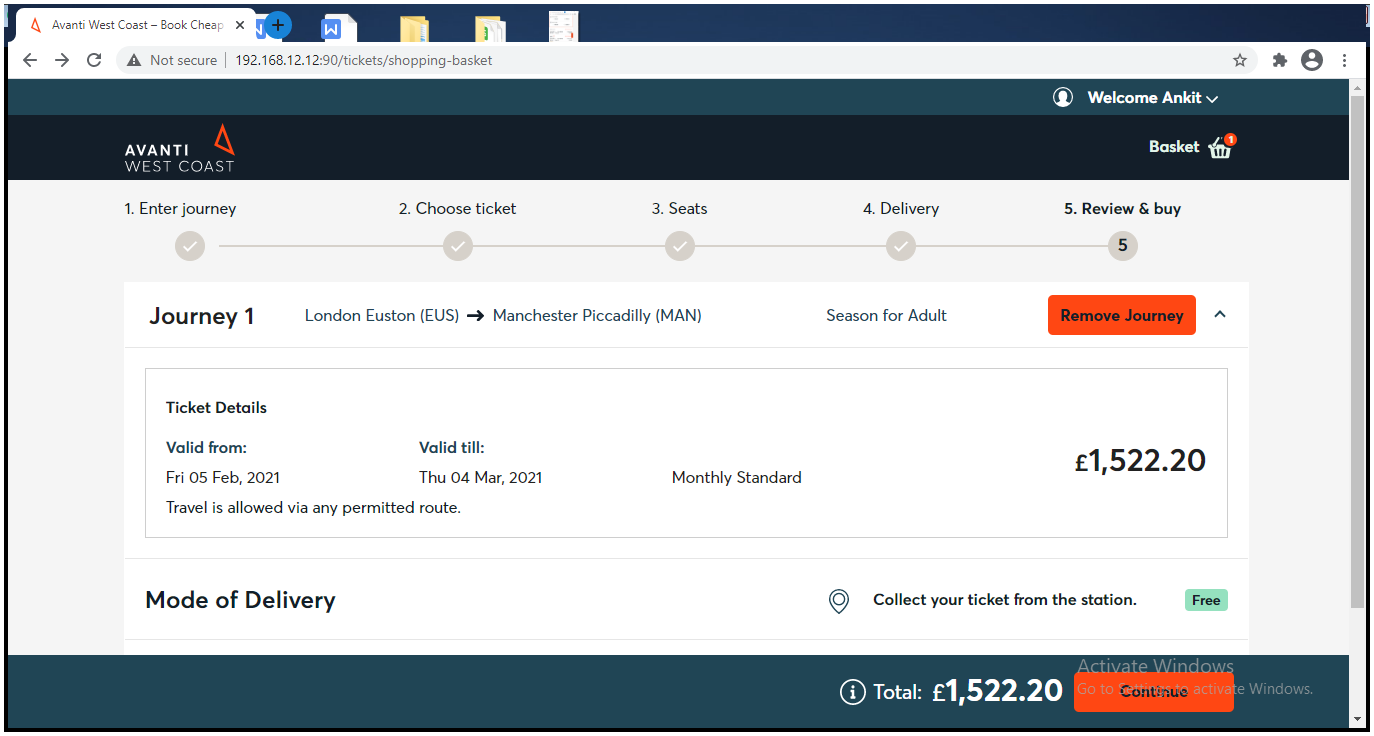 Avanti West Coast – Book Cheap
Not secure
192.168.12.12:90/tickets/shopping-basket
Welcome Ankit
AVANTI
WEST COAST
Basket 1
1. Enter journey
2. Choose ticket
3. Seats
4. Delivery
5. Review & buy
5
Journey 1
London Euston (EUS)
Manchester Piccadilly (MAN)
Season for Adult
Remove Journey
Ticket Details
Valid from:
Valid till:
Fri 05 Feb, 2021
Thu 04 Mar, 2021
Monthly Standard
£1,522.20
Travel is allowed via any permitted route.
Mode of Delivery
Collect your ticket from the station.
Free
Total: £1,522.20
Continue
Activate Windows
Go to Settings to activate Windows.